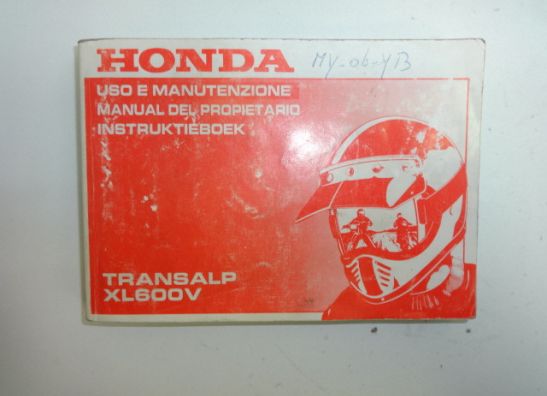 HONDA MY-06-YB
USO E MANUTENZIONE
MANUAL DEL PROPIETARIO
INSTRUKTIEBOEK
TRANSALP
XL600V